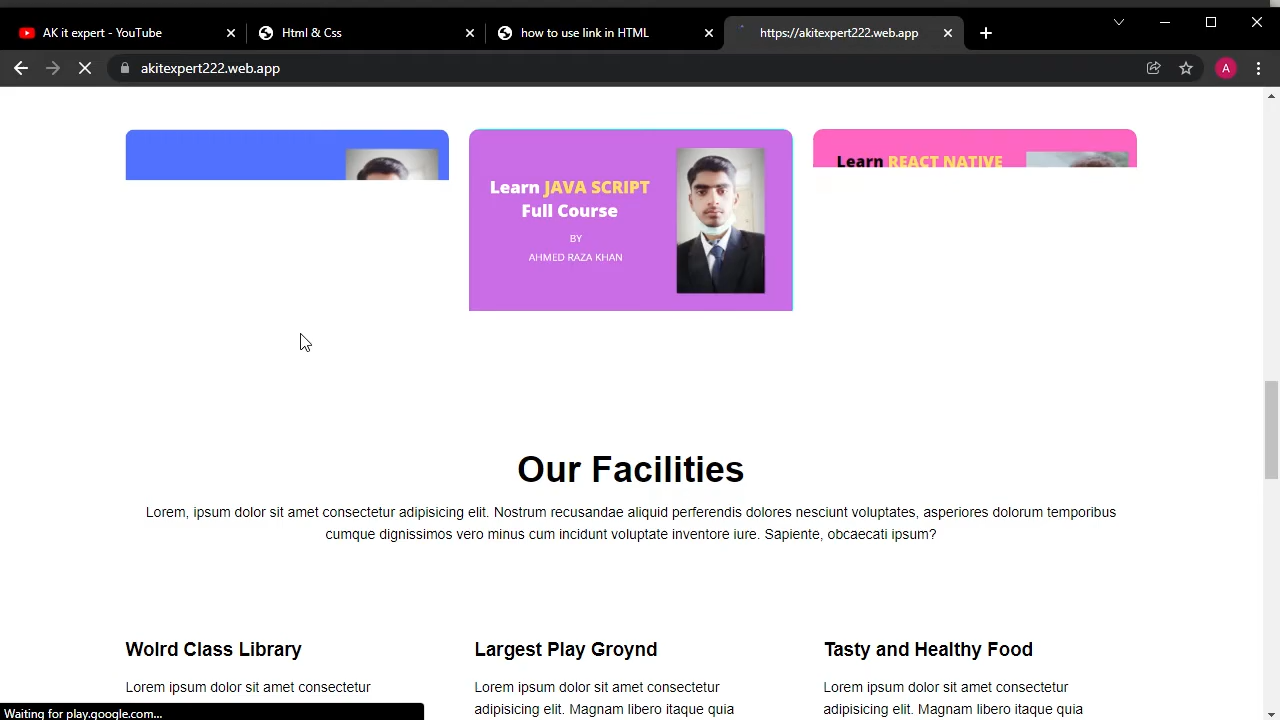 AK it expert - YouTube
Html & Css
how to use link in HTML
https://akitexpert222.web.app
akitexpert222.web.app
A
Learn JAVA SCRIPT
Full Course
BY
AHMED RAZA KHAN
Learn REACT NATIVE
Our Facilities
Lorem, ipsum dolor sit amet consectetur adipisicing elit. Nostrum recusandae aliquid perferendis dolores nesciunt voluptates, asperiores dolorum temporibus
cumque dignissimos vero minus cum incidunt voluptate inventore iure. Sapiente, obcaecati ipsum?
Wolrd Class Library
Largest Play Groynd
Tasty and Healthy Food
Lorem ipsum dolor sit amet consectetur
Lorem ipsum dolor sit amet consectetur
adipisicing elit. Magnam libero itaque quia
Lorem ipsum dolor sit amet consectetur
adipisicing elit. Magnam libero itaque quia
Waiting for play.google.com...